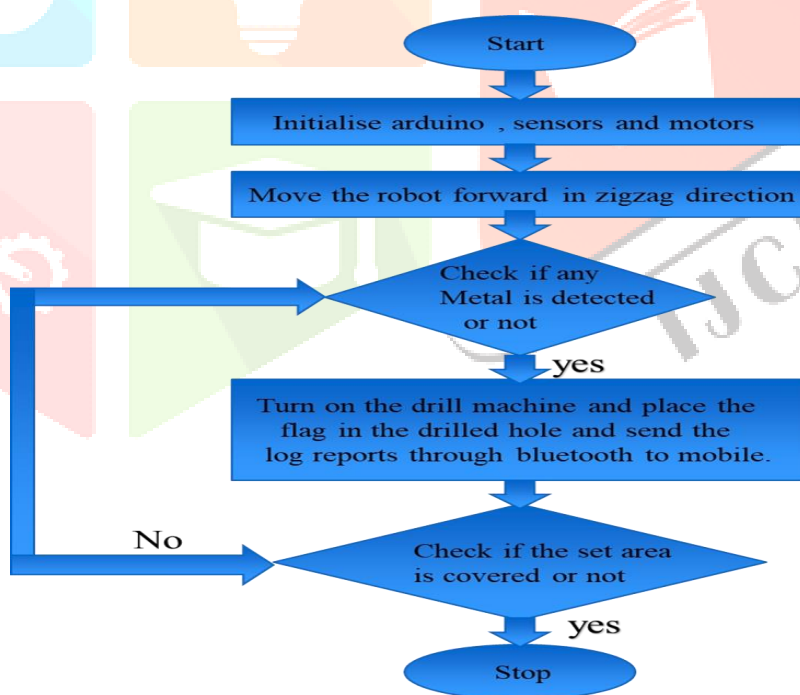 Start
Initialise arduino , sensors and motors
Move the robot forward in zigzag direction
Check if any
Metal is detected
or not
yes
Turn on the drill machine and place the
flag in the drilled hole and send the
log reports through bluetooth to mobile.
No
Check if the set area
is covered or not
yes
Stop
IJC